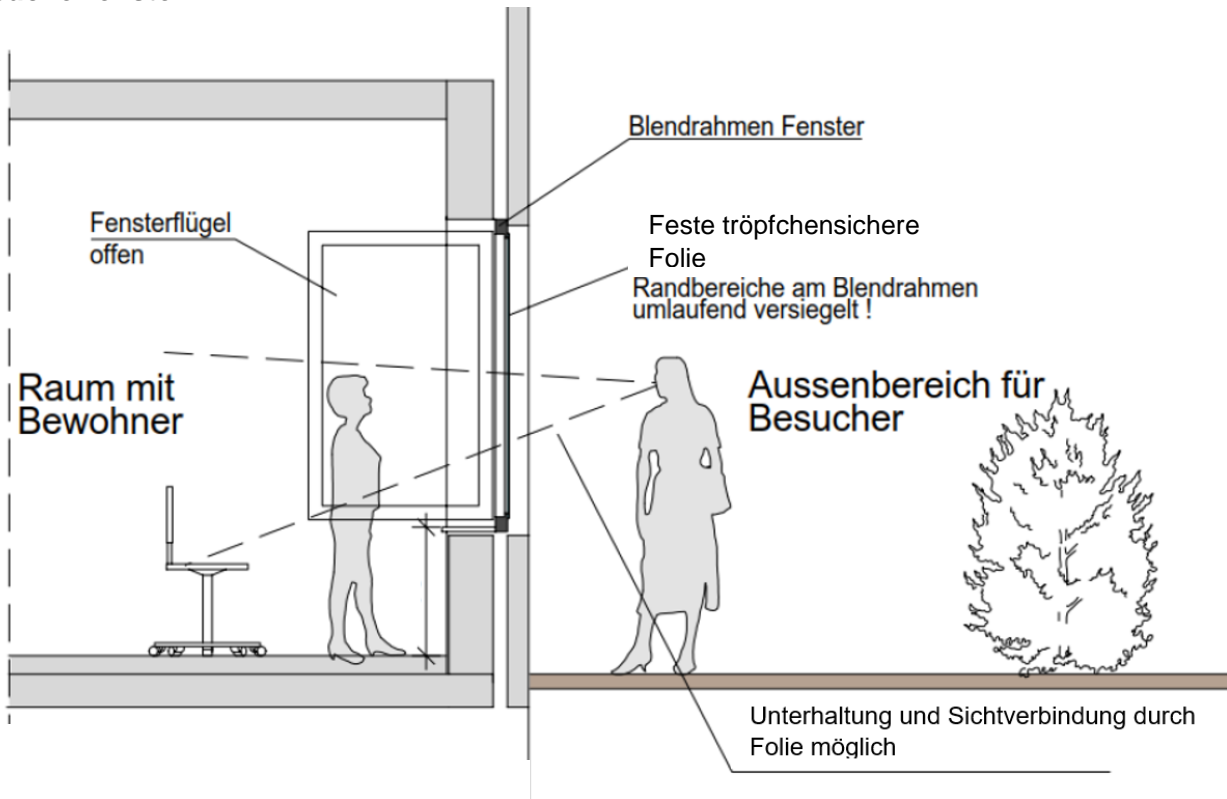 Blendrahmen Fenster
Fensterflügel
offen
Feste tröpfchensichere
Folie
Randbereiche am Blendrahmen
umlaufend versiegelt !
Raum mit
Bewohner
Aussenbereich für
Besucher
Unterhaltung und Sichtverbindung durch
Folie möglich